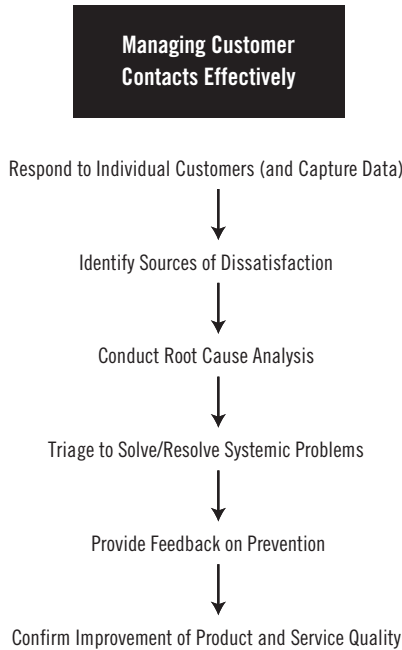 Managing Customer
Contacts Effectively
Respond to Individual Customers (and Capture Data)
Identify Sources of Dissatisfaction
Conduct Root Cause Analysis
Triage to Solve/Resolve Systemic Problems
Provide Feedback on Prevention
Confirm Improvement of Product and Service Quality